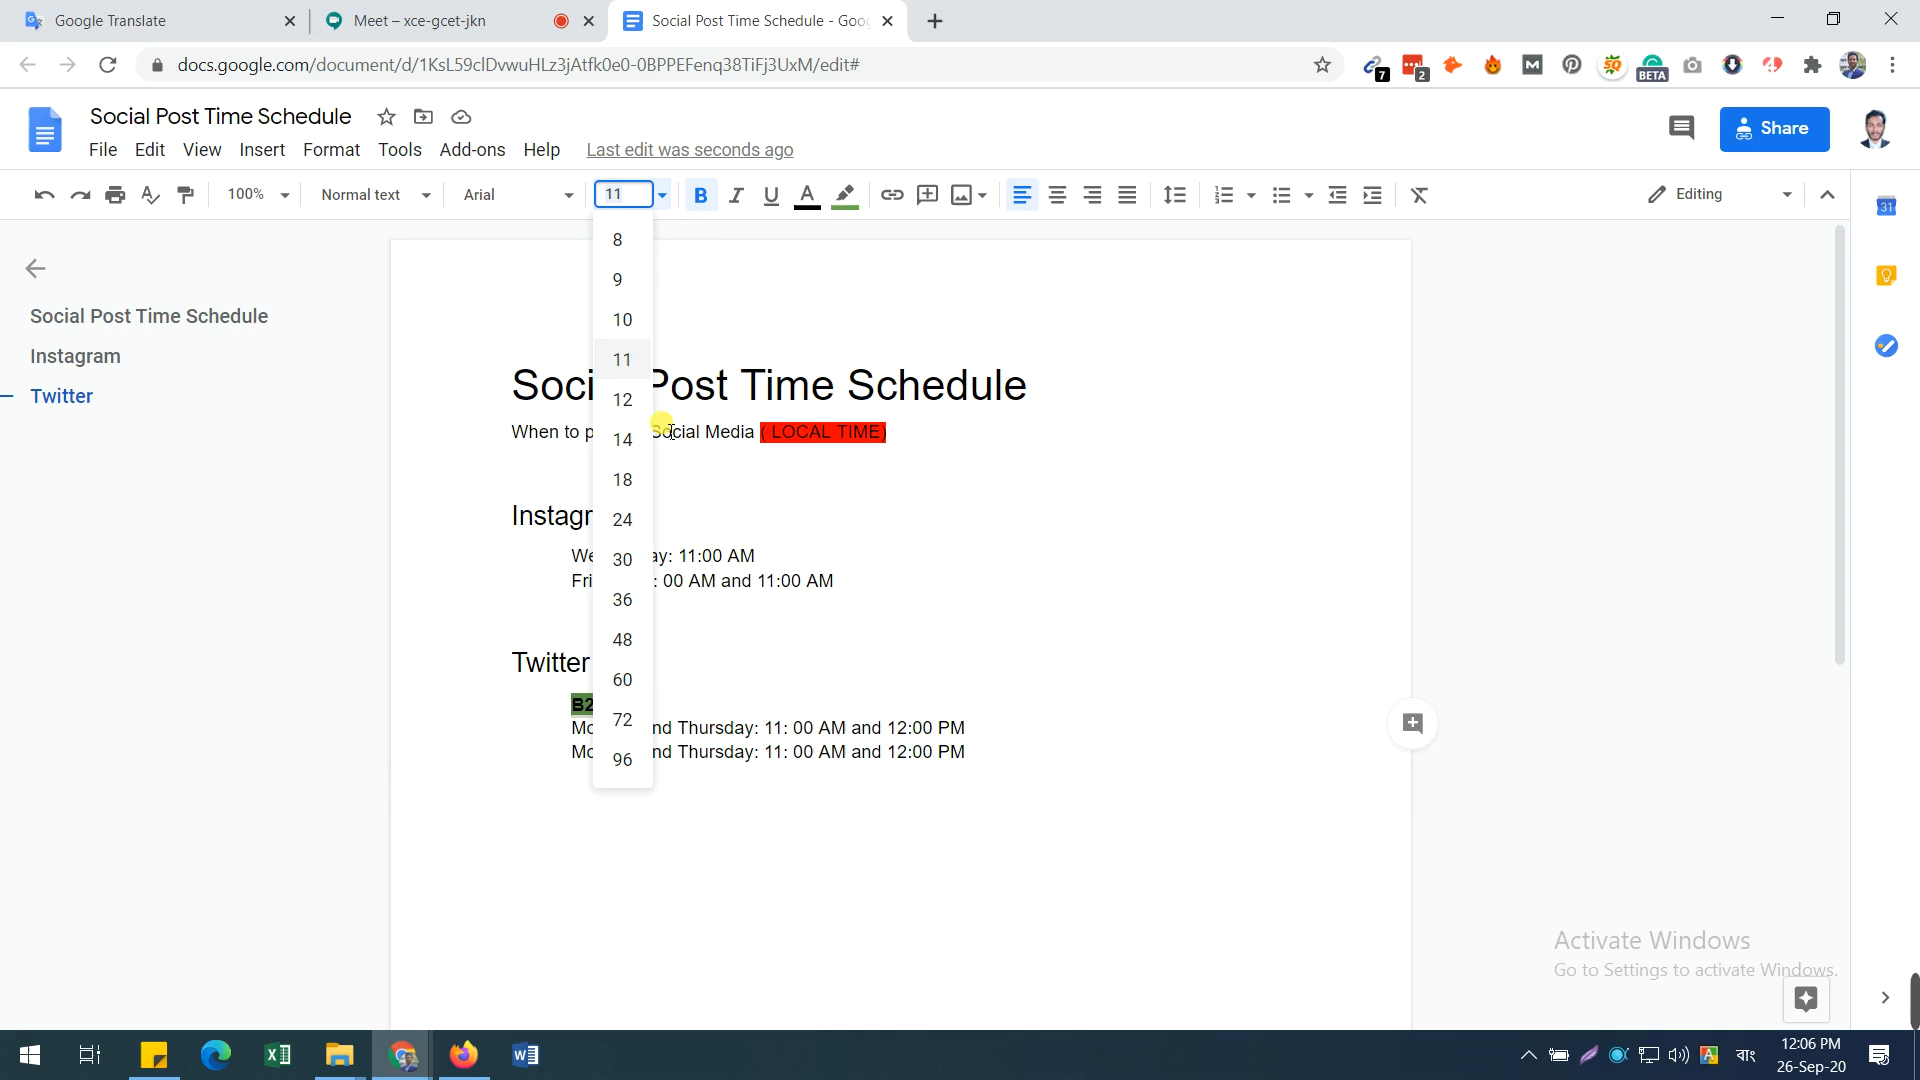 Google Translate
Meet – xce-gcet-jkn
Social Post Time Schedule - Goo
docs.google.com/document/d/1KsL59clDvwuHLz3jAtfk0e0-0BPPEFenq38TiFj3UxM/edit#
7
2
BETA
Social Post Time Schedule
Share
File Edit View Insert Format Tools Add-ons Help Last edit was seconds ago
100% Normal text Arial 11 B I U A Editing
31
8
9
10
11
12
14
18
24
30
36
48
60
72
96
Social Post Time Schedule
Instagram
Twitter
Soci Post Time Schedule
When to p Social Media ( LOCAL TIME)
Instagr
We ay: 11:00 AM
Fri : 00 AM and 11:00 AM
Twitter
B2
Mo nd Thursday: 11: 00 AM and 12:00 PM
Mo nd Thursday: 11: 00 AM and 12:00 PM
Activate Windows
Go to Settings to activate Windows.
বাং
12:06 PM
26-Sep-20